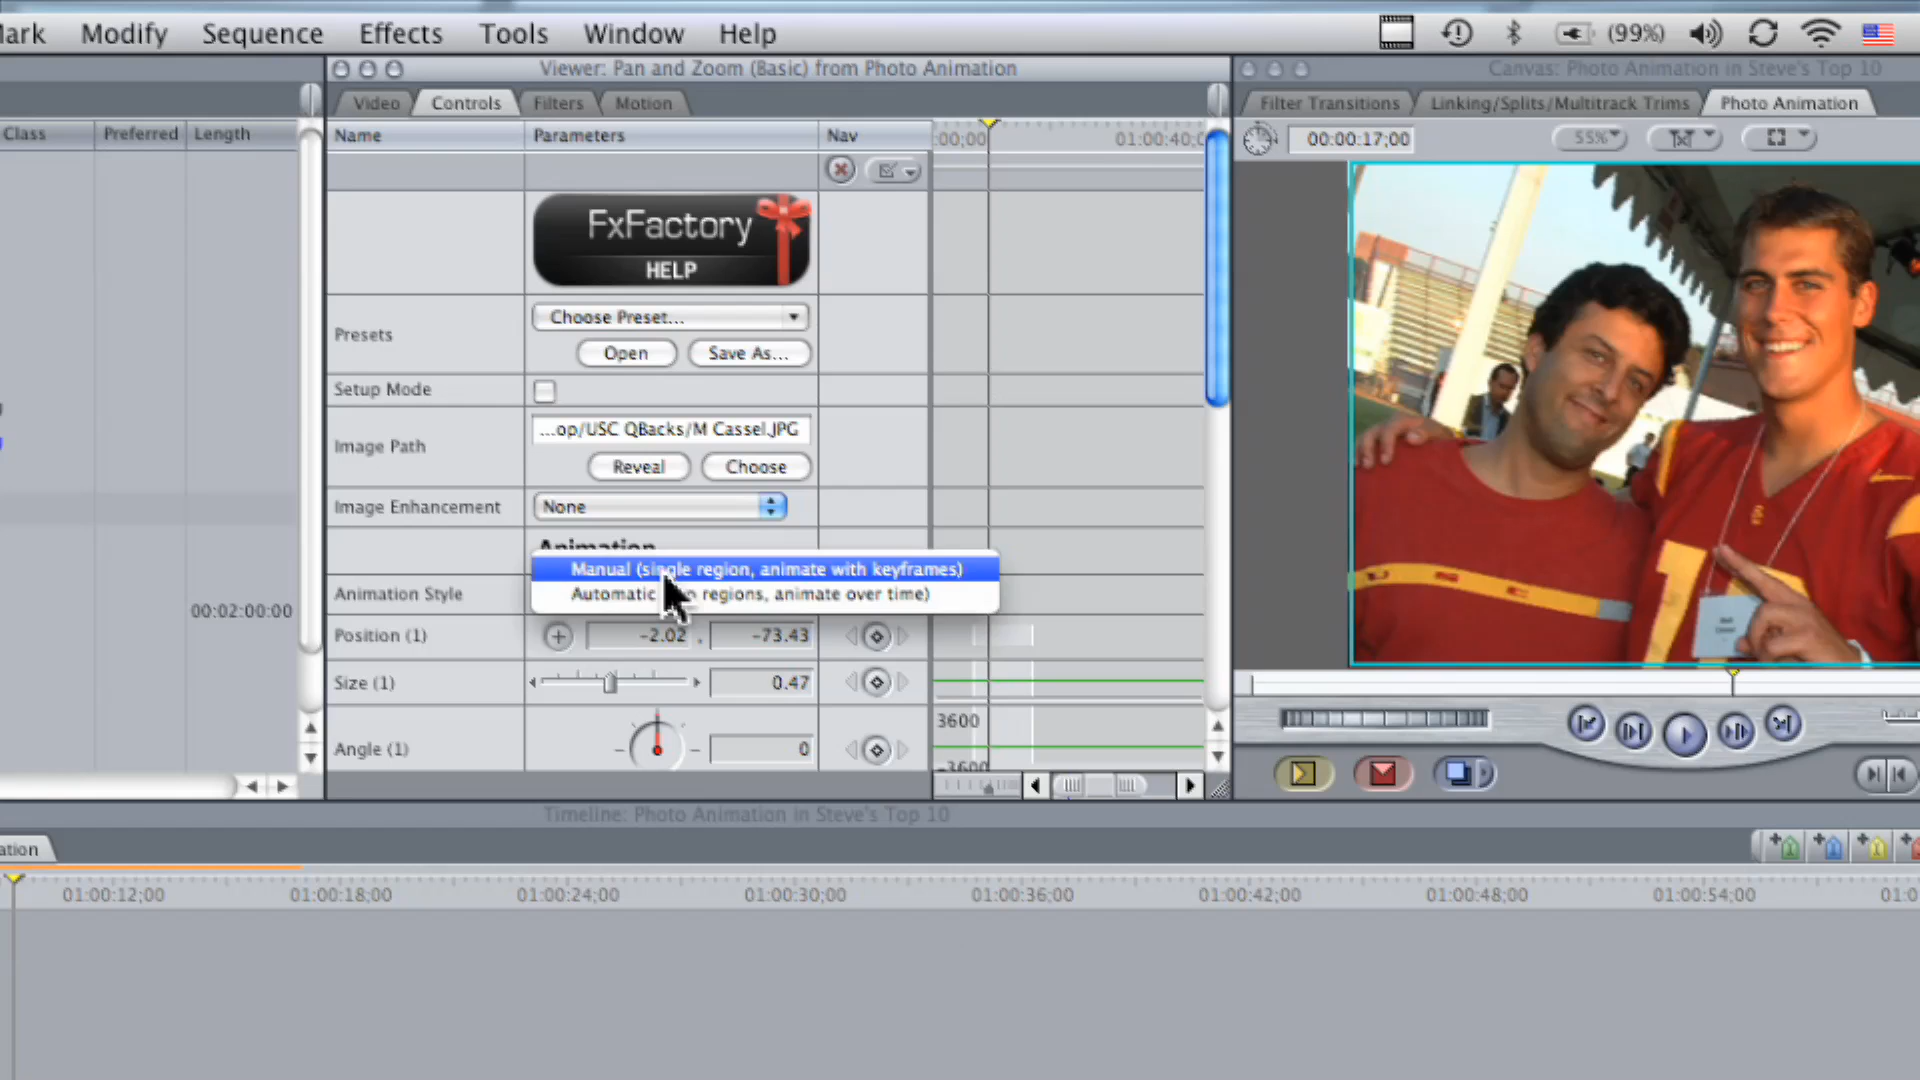 Modify Sequence Effects Tools Window Help (99%)
Viewer: Pan and Zoom (Basic) from Photo Animation
Canvas: Photo Animation in Steve's Top 10
Video Controls Filters Motion
Filter Transitions Linking/Splits/Multitrack Trims Photo Animation
Class Preferred Length
Name Parameters Nav
:00;00 01:00:40;0
00:00:17;00 55%
FxFactory
HELP
Presets
Choose Preset...
Open Save As...
Setup Mode
Image Path
...op/USC QBacks/M Cassel.JPG
Reveal Choose
Image Enhancement None
Animation
Manual (single region, animate with keyframes)
Animation Style
Automatic regions, animate over time)
00:02:00:00
Position (1) -2.02 , -73.43
Size (1) 0.47
Angle (1) 0
3600
-3600
Timeline: Photo Animation in Steve's Top 10
ation
01:00:12;00 01:00:18;00 01:00:24;00 01:00:30;00 01:00:36;00 01:00:42;00 01:00:48;00 01:00:54;00 01:0